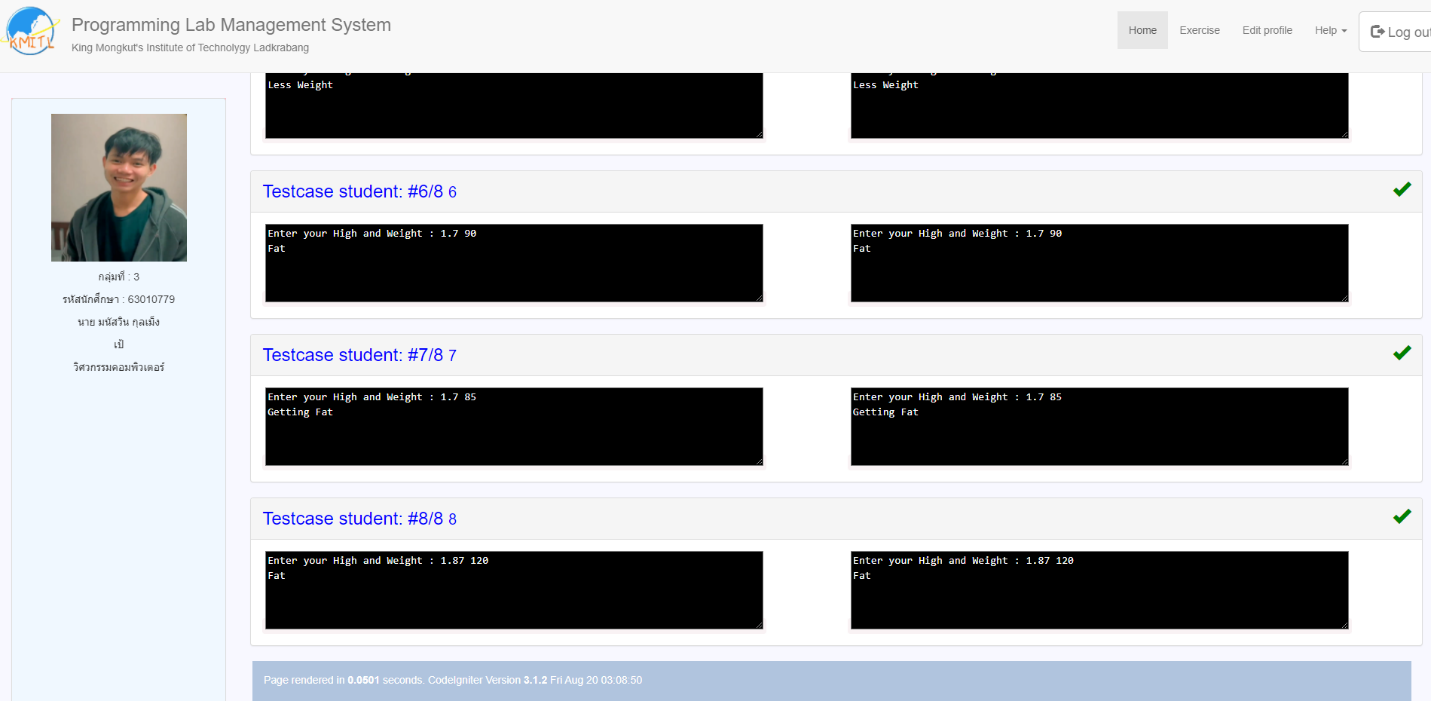 KMITL
Programming Lab Management System
King Mongkut's Institute of Technolygy Ladkrabang
Home
Exercise
Edit profile
Help
Log out
กลุ่มที่ : 3
รหัสนักศึกษา : 63010779
นาย มนัสวิน กุลเม็ง
เป้
วิศวกรรมคอมพิวเตอร์
Less Weight
Less Weight
Testcase student: #6/8 6
Enter your High and Weight : 1.7 90
Fat
Enter your High and Weight : 1.7 90
Fat
Testcase student: #7/8 7
Enter your High and Weight : 1.7 85
Getting Fat
Enter your High and Weight : 1.7 85
Getting Fat
Testcase student: #8/8 8
Enter your High and Weight : 1.87 120
Fat
Enter your High and Weight : 1.87 120
Fat
Page rendered in 0.0501 seconds. CodeIgniter Version 3.1.2 Fri Aug 20 03:08:50